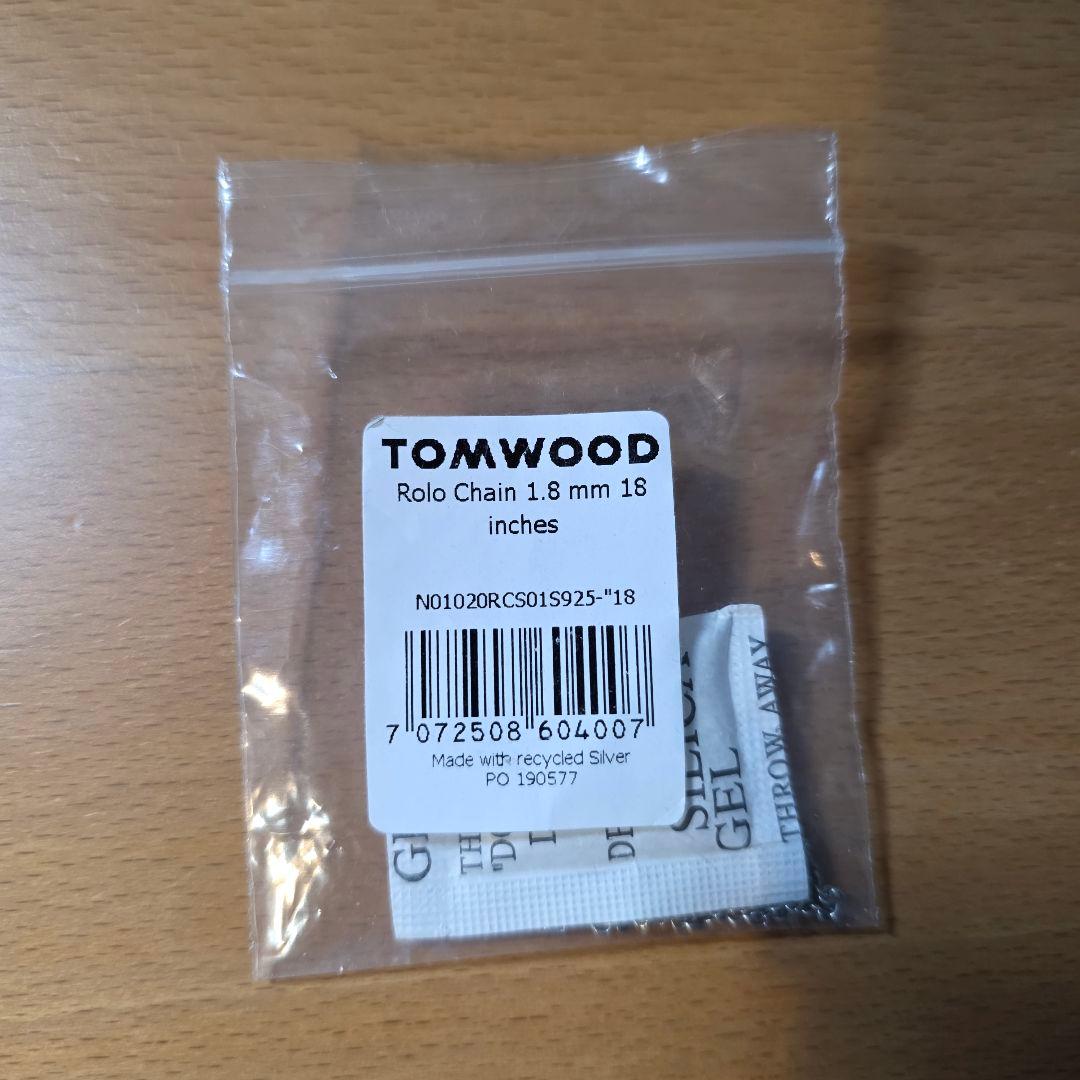 TOMWOOD
Rolo Chain 1.8 mm 18
inches
N01020RCS01S925-"18
7 072508 604007
Made with recycled Silver
PO 190577
SILICA
GEL
THROW AWAY